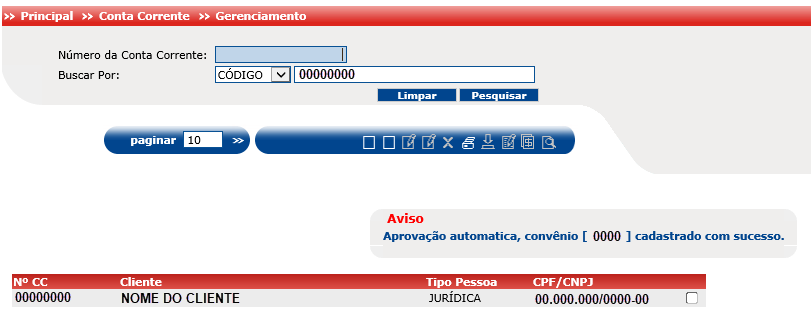 >> Principal >> Conta Corrente >> Gerenciamento
Número da Conta Corrente:
Buscar Por: CÓDIGO 00000000
Limpar Pesquisar
paginar 10 >>
Aviso
Aprovação automatica, convênio [ 0000 ] cadastrado com sucesso.
Nº CC Cliente Tipo Pessoa CPF/CNPJ
00000000 NOME DO CLIENTE JURÍDICA 00.000.000/0000-00